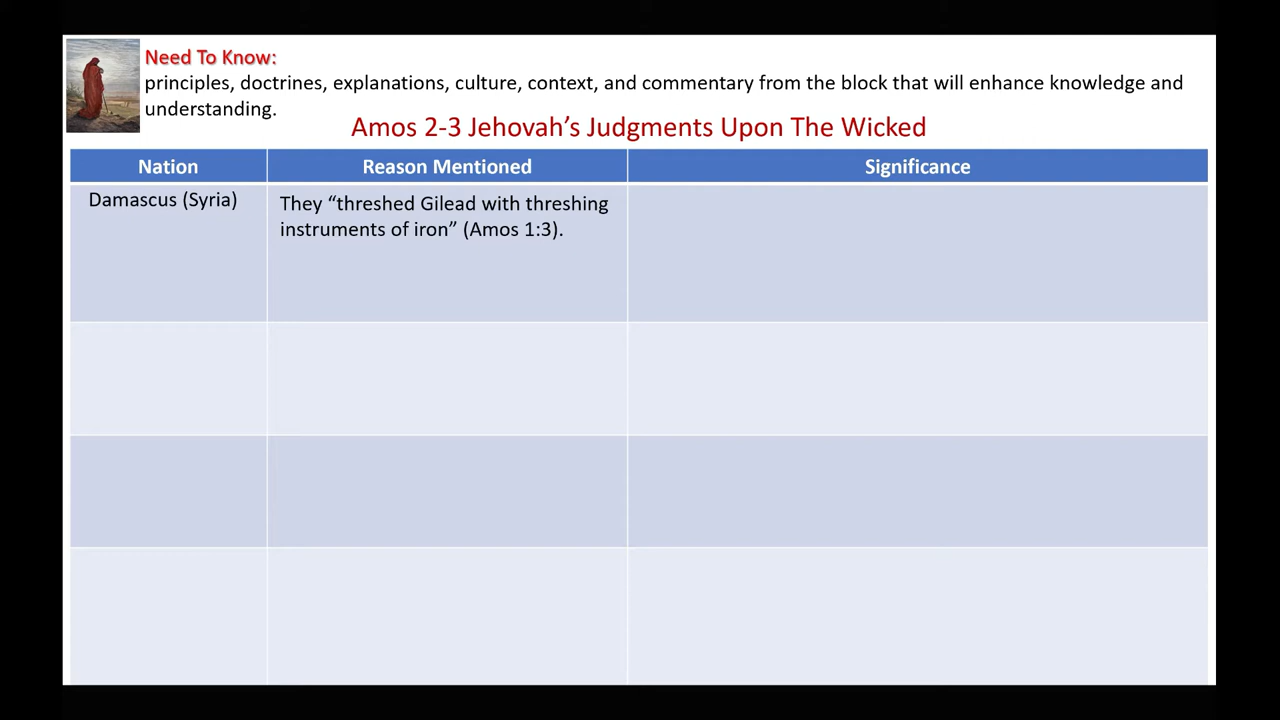 Need To Know:
principles, doctrines, explanations, culture, context, and commentary from the block that will enhance knowledge and
understanding.
Amos 2-3 Jehovah’s Judgments Upon The Wicked
Nation Reason Mentioned Significance
Damascus (Syria)
They “threshed Gilead with threshing
instruments of iron” (Amos 1:3).